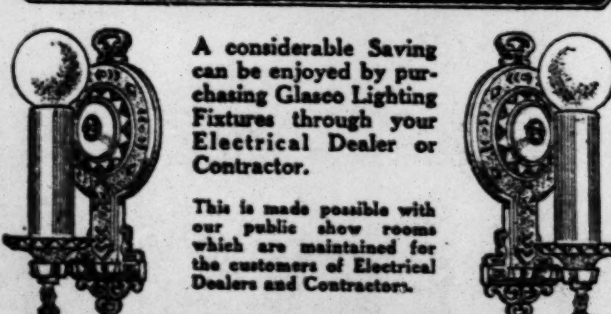 A considerable Saving
can be enjoyed by pur-
chasing Glasco Lighting
Fixtures through your
Electrical Dealer or
Contractor.
This is made possible with
our public show rooms
which are maintained for
the customers of Electrical
Dealers and Contractors.